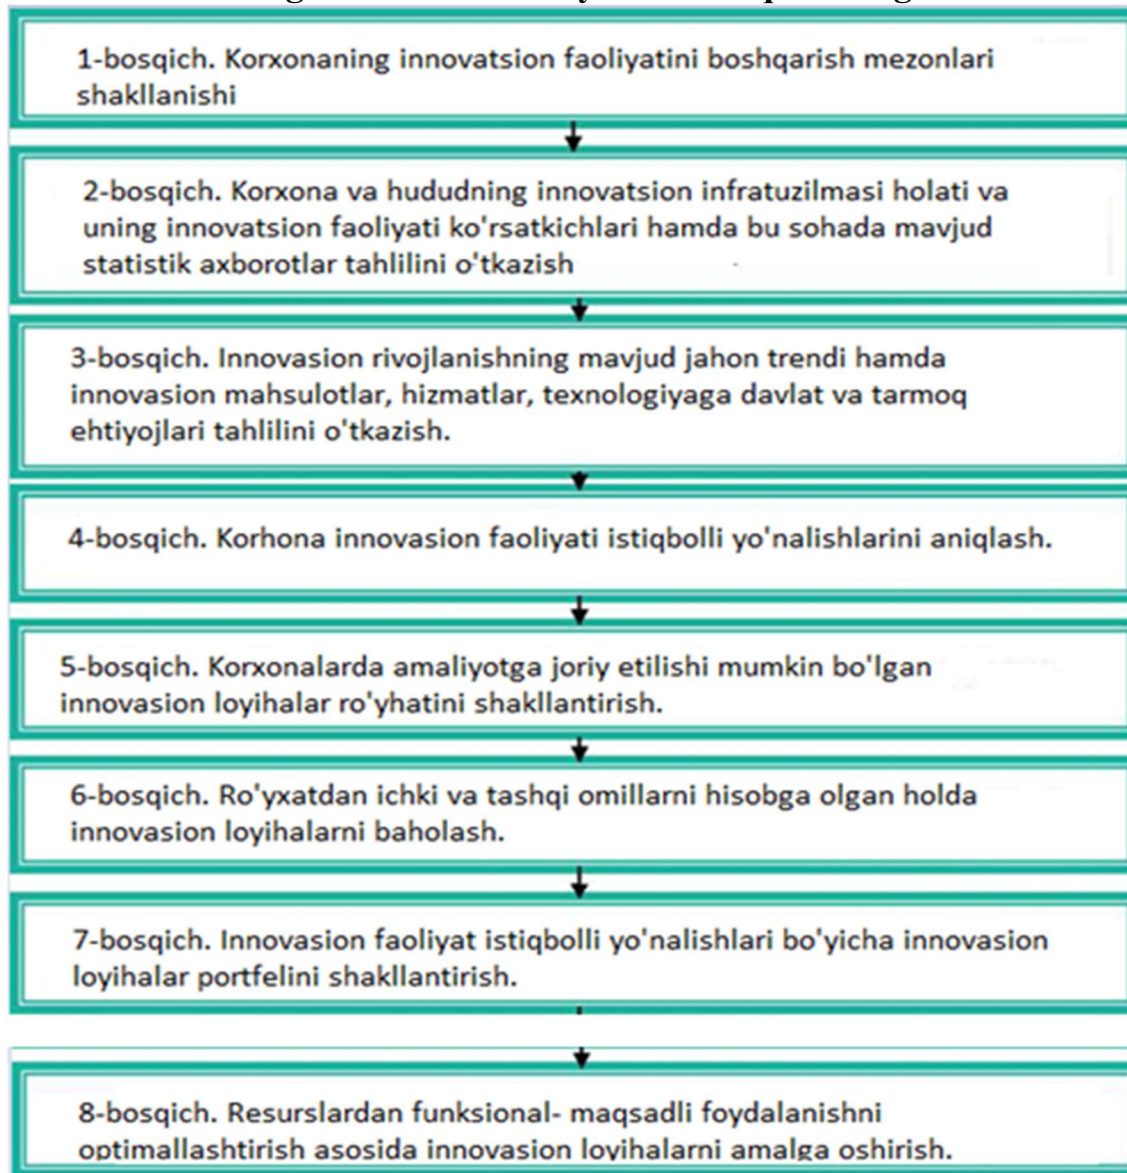 1-bosqich. Korxonaning innovatsion faoliyatini boshqarish mezonlari
shakllanishi
2-bosqich. Korxona va hududning innovatsion infratuzilmasi holati va
uning innovatsion faoliyati ko'rsatkichlari hamda bu sohada mavjud
statistik axborotlar tahlilini o'tkazish
3-bosqich. Innovasion rivojlanishning mavjud jahon trendi hamda
innovasion mahsulotlar, hizmatlar, texnologiyaga davlat va tarmoq
ehtiyojlari tahlilini o'tkazish.
4-bosqich. Korhona innovasion faoliyati istiqbolli yo'nalishlarini aniqlash.
5-bosqich. Korxonalarda amaliyotga joriy etilishi mumkin bo'lgan
innovasion loyihalar ro'yhatini shakllantirish.
6-bosqich. Ro'yxatdan ichki va tashqi omillarni hisobga olgan holda
innovasion loyihalarni baholash.
7-bosqich. Innovasion faoliyat istiqbolli yo'nalishlari bo'yicha innovasion
loyihalar portfelini shakllantirish.
8-bosqich. Resurslardan funksional- maqsadli foydalanishni
optimallashtirish asosida innovasion loyihalarni amalga oshirish.